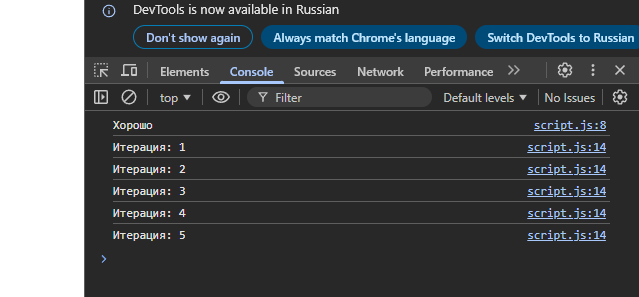 DevTools is now available in Russian
Don't show again Always match Chrome's language Switch DevTools to Russian
Elements Console Sources Network Performance
top Filter Default levels No Issues
Хорошо script.js:8
Итерация: 1 script.js:14
Итерация: 2 script.js:14
Итерация: 3 script.js:14
Итерация: 4 script.js:14
Итерация: 5 script.js:14